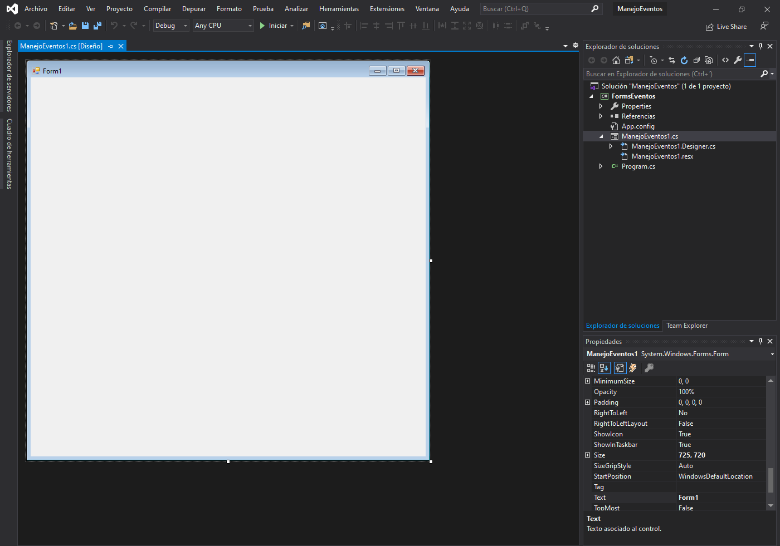 Archivo Editar Ver Proyecto Compilar Depurar Formato Prueba Analizar Herramientas Extensiones Ventana Ayuda Buscar (Ctrl+Q) ManejoEventos
Debug Any CPU Iniciar Live Share
Explorador de servidores
Cuadro de herramientas
ManejoEventos1.cs [Diseño]
Form1
Explorador de soluciones
Buscar en Explorador de soluciones (Ctrl+')
Solución "ManejoEventos" (1 de 1 proyecto)
FormsEventos
Properties
Referencias
App.config
ManejoEventos1.cs
ManejoEventos1.Designer.cs
ManejoEventos1.resx
Program.cs
Explorador de soluciones Team Explorer
Propiedades
ManejoEventos1 System.Windows.Forms.Form
MinimumSize 0, 0
Opacity 100%
Padding 0, 0, 0, 0
RightToLeft No
RightToLeftLayout False
ShowIcon True
ShowInTaskbar True
Size 725, 720
SizeGripStyle Auto
StartPosition WindowsDefaultLocation
Tag
Text Form1
TopMost False
Text
Texto asociado al control.